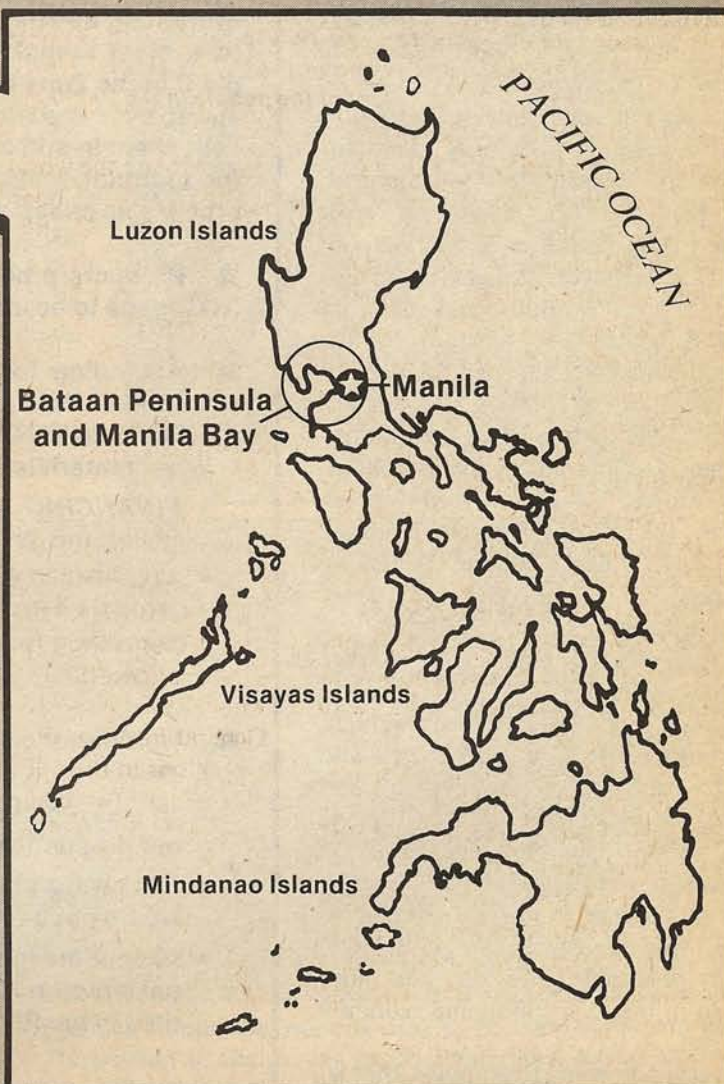 PACIFIC OCEAN
Luzon Islands
Manila
Bataan Peninsula
and Manila Bay
Visayas Islands
Mindanao Islands